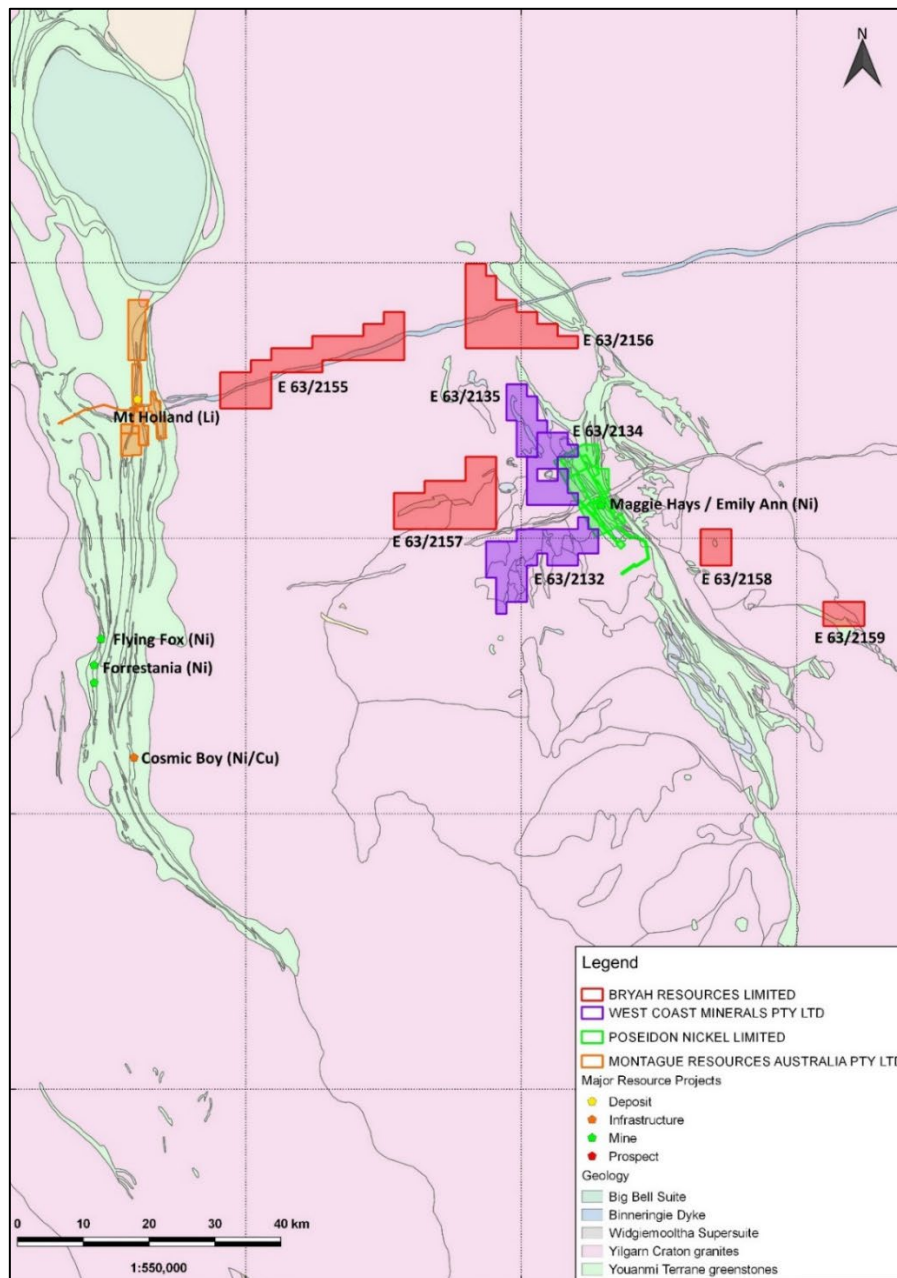 N
E 63/2156
E 63/2155
E 63/2135
E 63/2134
Mt Holland (Li)
Maggie Hays / Emily Ann (Ni)
E 63/2157
E 63/2132
E 63/2158
E 63/2159
Flying Fox (Ni)
Forrestania (Ni)
Cosmic Boy (Ni/Cu)
Legend
BRYAH RESOURCES LIMITED
WEST COAST MINERALS PTY LTD
POSEIDON NICKEL LIMITED
MONTAGUE RESOURCES AUSTRALIA PTY LTD
Major Resource Projects
Deposit
Infrastructure
Mine
Prospect
Geology
Big Bell Suite
Binneringie Dyke
Widgiemooltha Supersuite
Yilgarn Craton granites
Youanmi Terrane greenstones
0 10 20 30 40 km
1:550,000